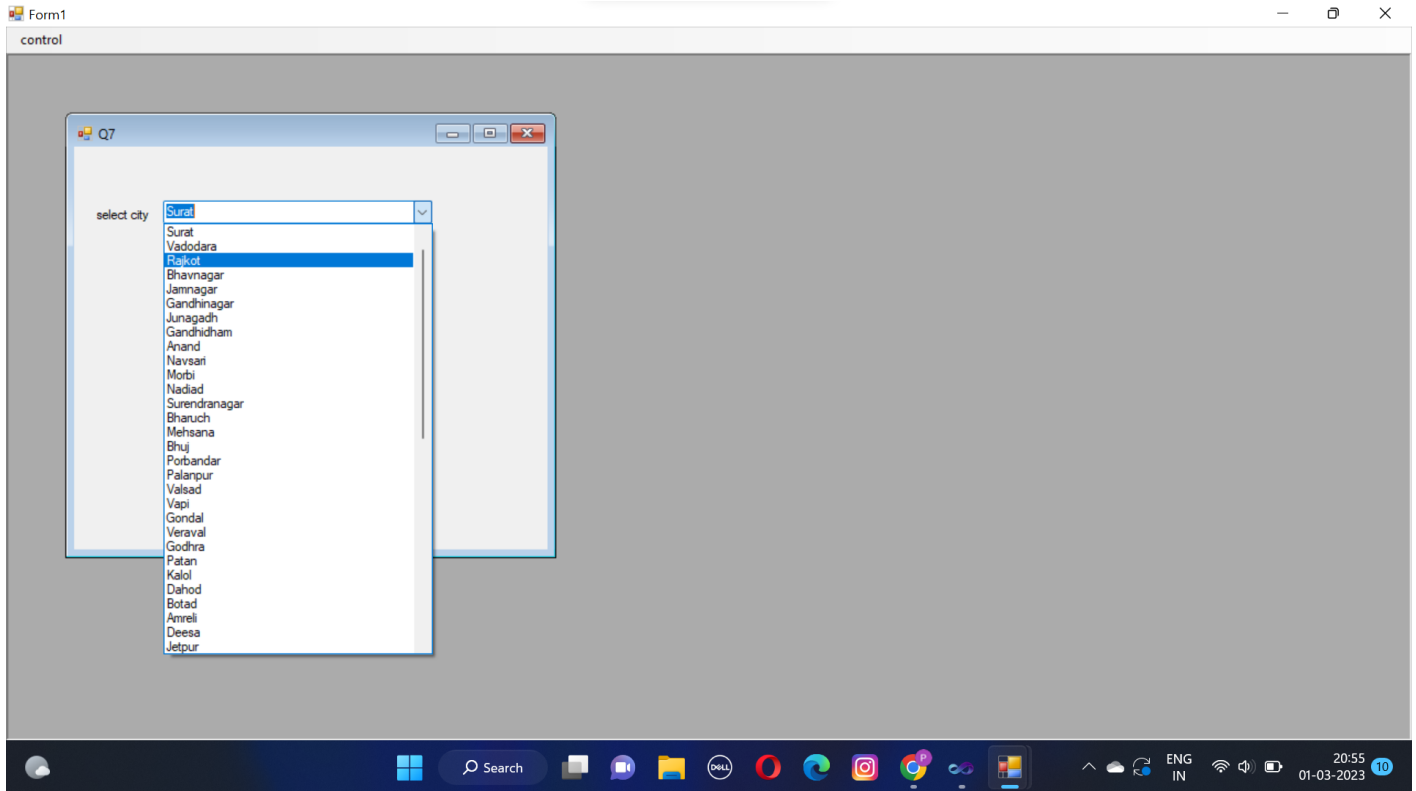 Form1
control
Q7
select city
Surat
Surat
Vadodara
Rajkot
Bhavnagar
Jamnagar
Gandhinagar
Junagadh
Gandhidham
Anand
Navsari
Morbi
Nadiad
Surendranagar
Bharuch
Mehsana
Bhuj
Porbandar
Palanpur
Valsad
Vapi
Gondal
Veraval
Godhra
Patan
Kalol
Dahod
Botad
Amreli
Deesa
Jetpur
Search
DELL
P
ENG
IN
20:55
01-03-2023
10